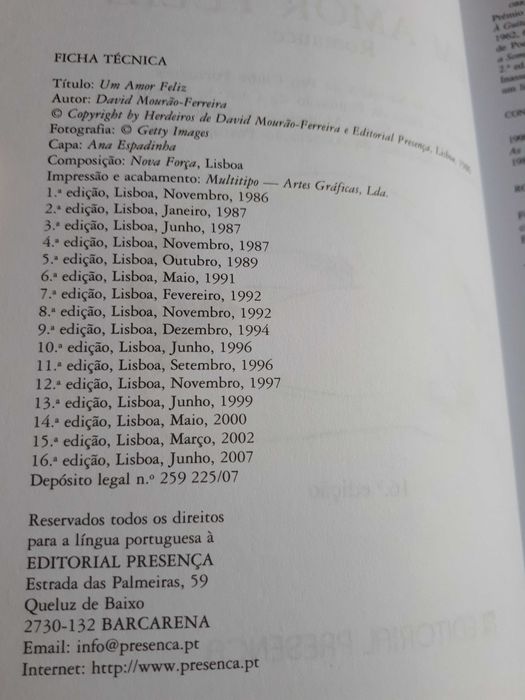 FICHA TÉCNICA
Título: Um Amor Feliz
Autor: David Mourão-Ferreira
© Copyright by Herdeiros de David Mourão-Ferreira e Editorial Presença, Lisboa,
Fotografia: © Getty Images
Capa: Ana Espadinha
Composição: Nova Força, Lisboa
Impressão e acabamento: Multitipo — Artes Gráficas, Lda.
1.ª edição, Lisboa, Novembro, 1986
2.ª edição, Lisboa, Janeiro, 1987
3.ª edição, Lisboa, Junho, 1987
4.ª edição, Lisboa, Novembro, 1987
5.ª edição, Lisboa, Outubro, 1989
6.ª edição, Lisboa, Maio, 1991
7.ª edição, Lisboa, Fevereiro, 1992
8.ª edição, Lisboa, Novembro, 1992
9.ª edição, Lisboa, Dezembro, 1994
10.ª edição, Lisboa, Junho, 1996
11.ª edição, Lisboa, Setembro, 1996
12.ª edição, Lisboa, Novembro, 1997
13.ª edição, Lisboa, Junho, 1999
14.ª edição, Lisboa, Maio, 2000
15.ª edição, Lisboa, Março, 2002
16.ª edição, Lisboa, Junho, 2007
Depósito legal n.º 259 225/07
Reservados todos os direitos
para a língua portuguesa à
EDITORIAL PRESENÇA
Estrada das Palmeiras, 59
Queluz de Baixo
2730-132 BARCARENA
Email: info@presenca.pt
Internet: http://www.presenca.pt